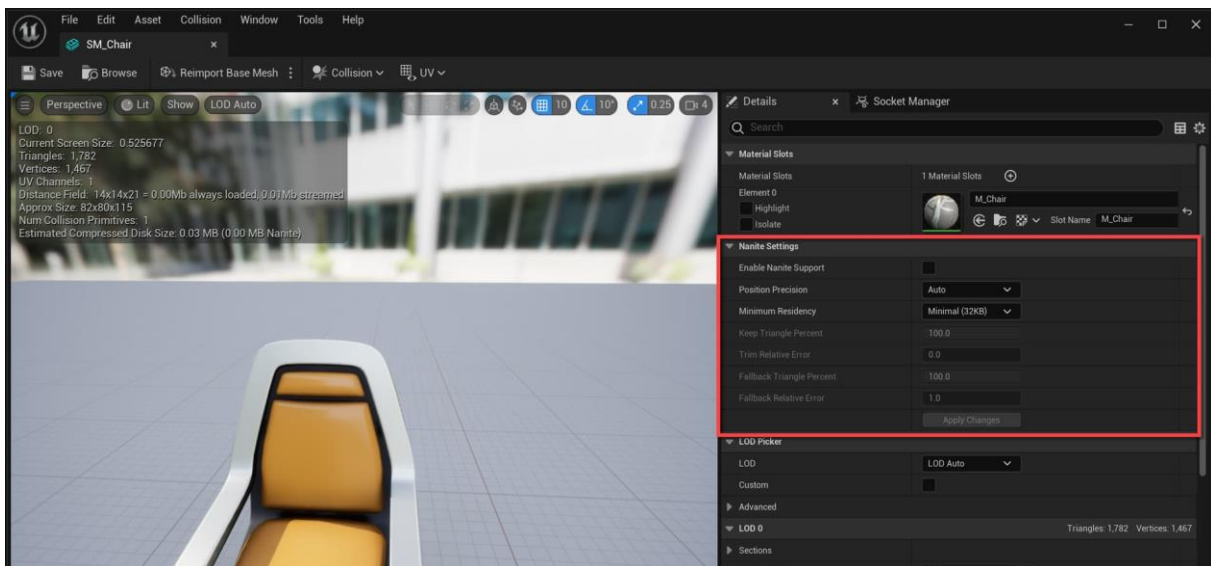 File Edit Asset Collision Window Tools Help
SM_Chair
Save Browse Reimport Base Mesh Collision UV
Perspective Lit Show LOD Auto 10 10° 0.25 4
LOD: 0
Current Screen Size: 0.525677
Triangles: 1,782
Vertices: 1,467
UV Channels: 1
Distance Field: 14x14x21 = 0.00Mb always loaded, 0.01Mb streamed
Approx Size: 82x80x115
Num Collision Primitives: 1
Estimated Compressed Disk Size: 0.03 MB (0.00 MB Nanite)
Details Socket Manager
Search
Material Slots
Material Slots 1 Material Slots
Element 0 M_Chair
Highlight
Isolate Slot Name M_Chair
Nanite Settings
Enable Nanite Support
Position Precision Auto
Minimum Residency Minimal (32KB)
Keep Triangle Percent 100.0
Trim Relative Error 0.0
Fallback Triangle Percent 100.0
Fallback Relative Error 1.0
Apply Changes
LOD Picker
LOD LOD Auto
Custom
Advanced
LOD 0 Triangles: 1,782 Vertices: 1,467
Sections